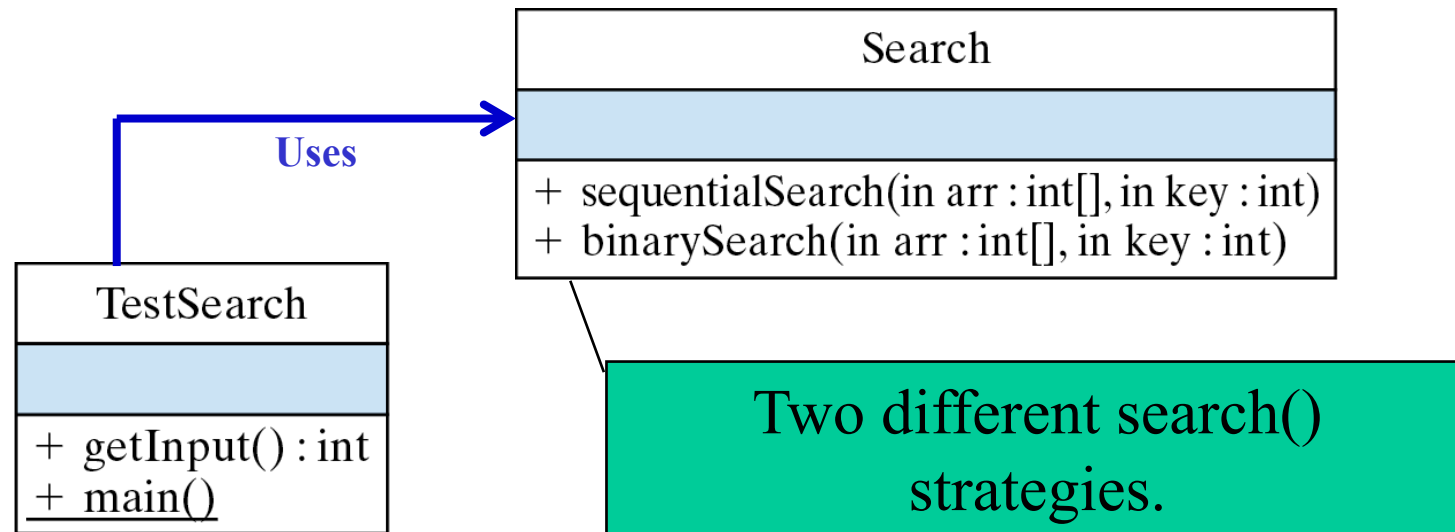 Search
Uses
+ sequentialSearch(in arr : int[], in key : int)
+ binarySearch(in arr : int[], in key : int)
TestSearch
+ getInput() : int
+ main()
Two different search()
strategies.